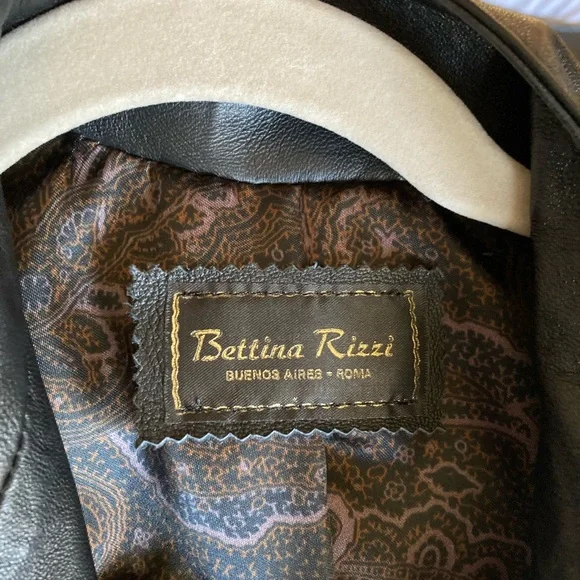 Bettina Rizzi
BUENOS AIRES - ROMA